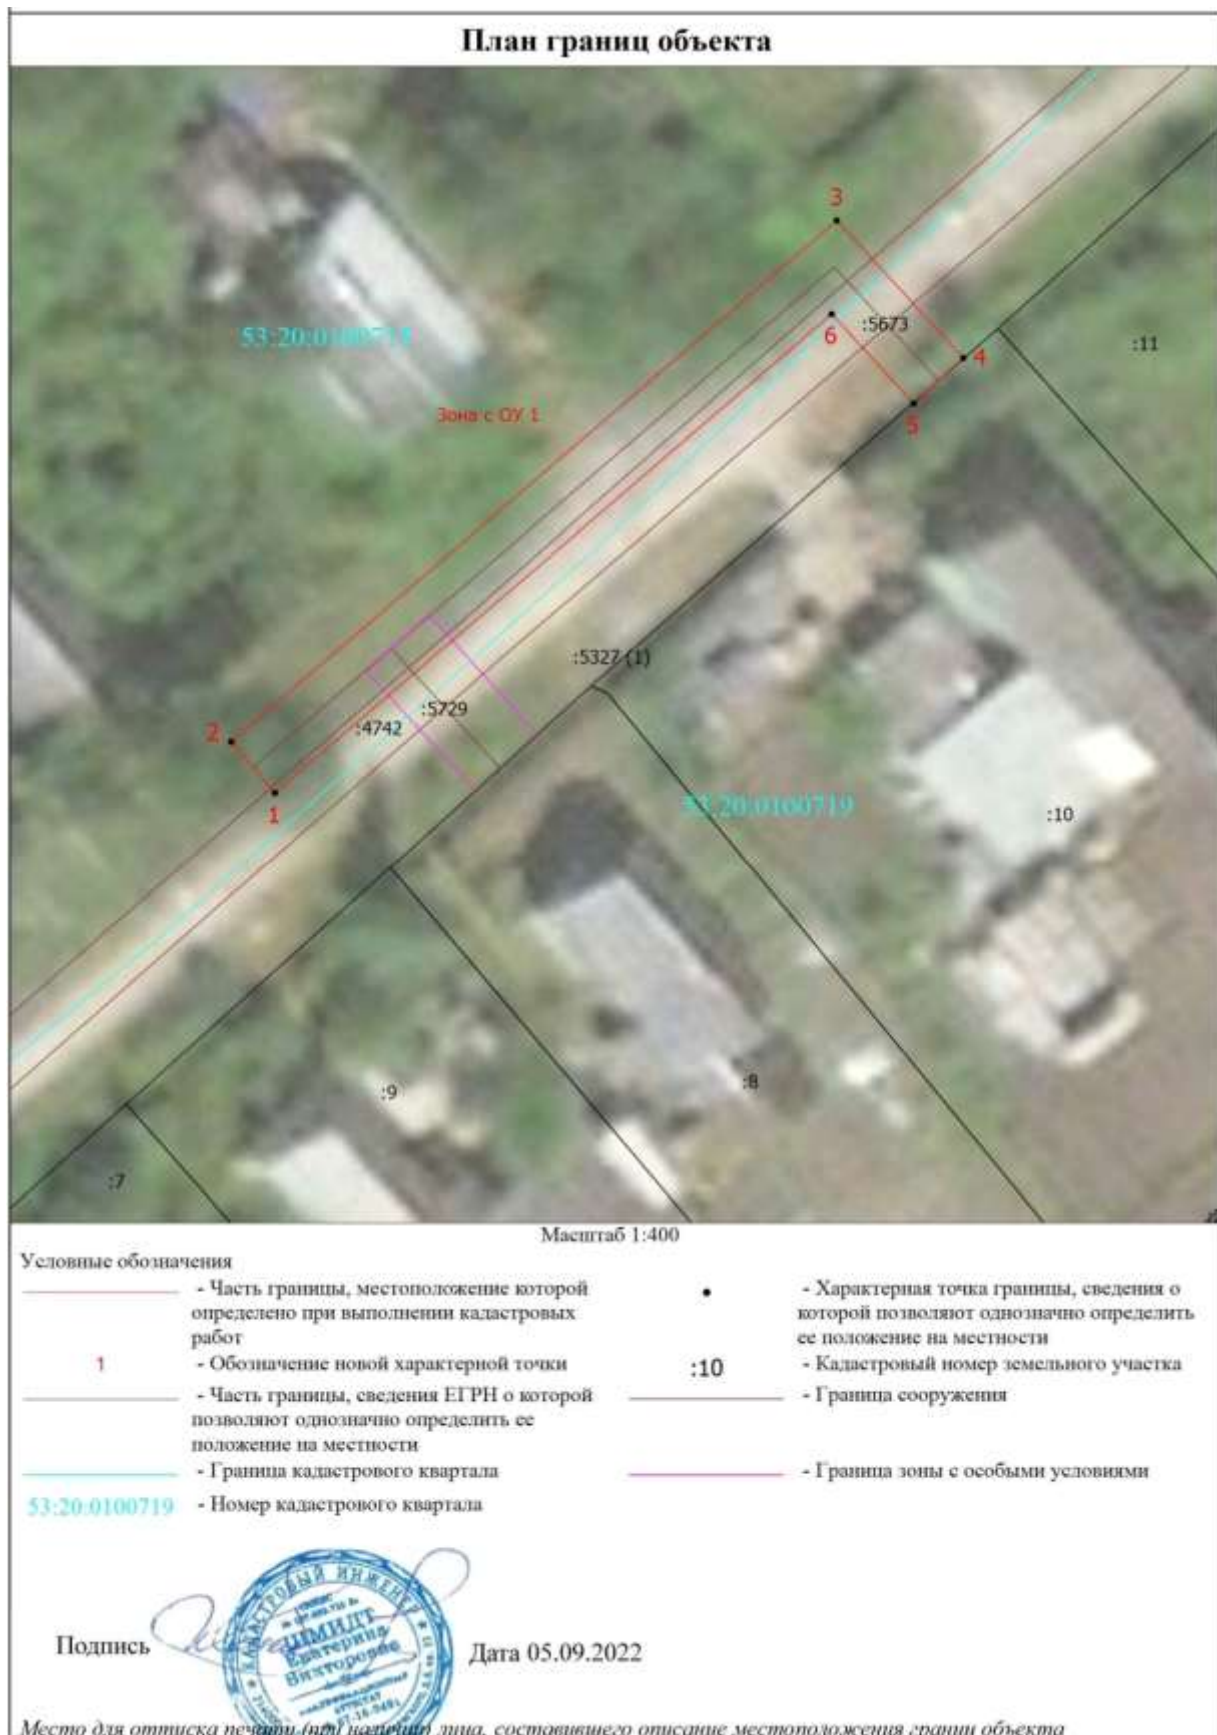 План границ объекта
3
6
:5673
4
:11
5
Зона с ОУ 1
:5327 (1)
:5729
:4742
2
1
53:20:0100719
:10
:9
:8
:7
Масштаб 1:400
Условные обозначения
- Часть границы, местоположение которой
определено при выполнении кадастровых
работ
- Характерная точка границы, сведения о
которой позволяют однозначно определить
ее положение на местности
1 - Обозначение новой характерной точки
:10 - Кадастровый номер земельного участка
- Часть границы, сведения ЕГРН о которой
позволяют однозначно определить ее
положение на местности
- Граница сооружения
- Граница кадастрового квартала
- Граница зоны с особыми условиями
53:20:0100719 - Номер кадастрового квартала
КАДАСТРОВЫЙ ИНЖЕНЕР
ШМИДТ
Екатерина
Викторовна
Подпись
Дата 05.09.2022
Место для оттиска печати (при наличии) лица, составившего описание местоположения границ объекта